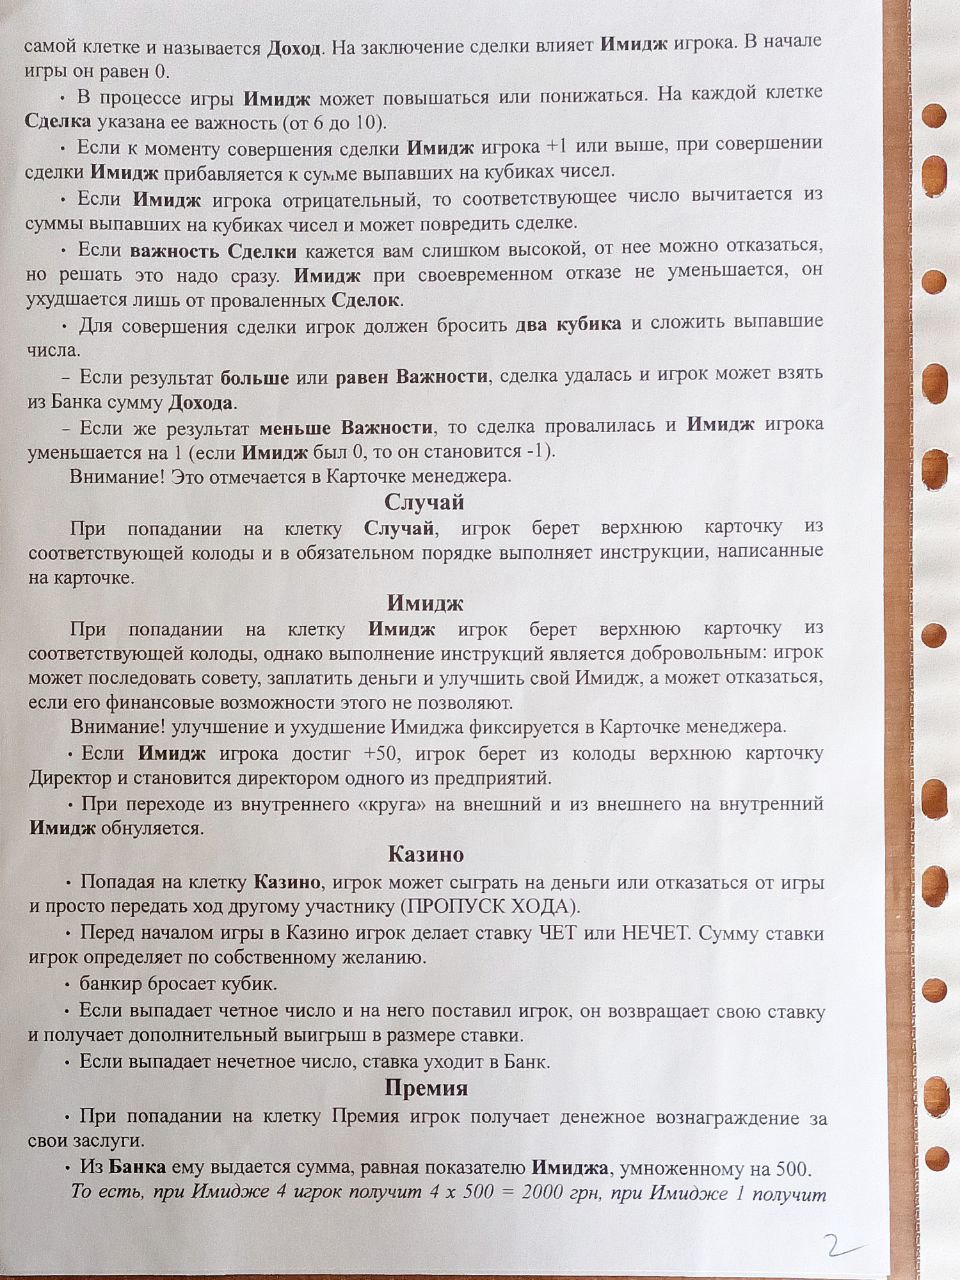 самой клетке и называется Доход. На заключение сделки влияет Имидж игрока. В начале
игры он равен 0.
• В процессе игры Имидж может повышаться или понижаться. На каждой клетке
Сделка указана ее важность (от 6 до 10).
• Если к моменту совершения сделки Имидж игрока +1 или выше, при совершении
сделки Имидж прибавляется к сумме выпавших на кубиках чисел.
• Если Имидж игрока отрицательный, то соответствующее число вычитается из
суммы выпавших на кубиках чисел и может повредить сделке.
• Если важность Сделки кажется вам слишком высокой, от нее можно отказаться,
но решать это надо сразу. Имидж при своевременном отказе не уменьшается, он
ухудшается лишь от проваленных Сделок.
• Для совершения сделки игрок должен бросить два кубика и сложить выпавшие
числа.
– Если результат больше или равен Важности, сделка удалась и игрок может взять
из Банка сумму Дохода.
– Если же результат меньше Важности, то сделка провалилась и Имидж игрока
уменьшается на 1 (если Имидж был 0, то он становится -1).
Внимание! Это отмечается в Карточке менеджера.
Случай
При попадании на клетку Случай, игрок берет верхнюю карточку из
соответствующей колоды и в обязательном порядке выполняет инструкции, написанные
на карточке.
Имидж
При попадании на клетку Имидж игрок берет верхнюю карточку из
соответствующей колоды, однако выполнение инструкций является добровольным: игрок
может последовать совету, заплатить деньги и улучшить свой Имидж, а может отказаться,
если его финансовые возможности этого не позволяют.
Внимание! улучшение и ухудшение Имиджа фиксируется в Карточке менеджера.
• Если Имидж игрока достиг +50, игрок берет из колоды верхнюю карточку
Директор и становится директором одного из предприятий.
• При переходе из внутреннего «круга» на внешний и из внешнего на внутренний
Имидж обнуляется.
Казино
• Попадая на клетку Казино, игрок может сыграть на деньги или отказаться от игры
и просто передать ход другому участнику (ПРОПУСК ХОДА).
• Перед началом игры в Казино игрок делает ставку ЧЕТ или НЕЧЕТ. Сумму ставки
игрок определяет по собственному желанию.
• банкир бросает кубик.
• Если выпадает четное число и на него поставил игрок, он возвращает свою ставку
и получает дополнительный выигрыш в размере ставки.
• Если выпадает нечетное число, ставка уходит в Банк.
Премия
• При попадании на клетку Премия игрок получает денежное вознаграждение за
свои заслуги.
• Из Банка ему выдается сумма, равная показателю Имиджа, умноженному на 500.
То есть, при Имидже 4 игрок получит 4 х 500 = 2000 грн, при Имидже 1 получит
2